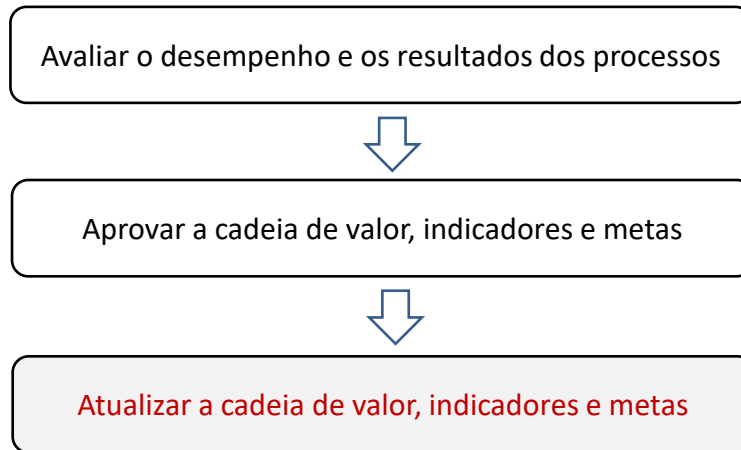 Avaliar o desempenho e os resultados dos processos
Aprovar a cadeia de valor, indicadores e metas
Atualizar a cadeia de valor, indicadores e metas